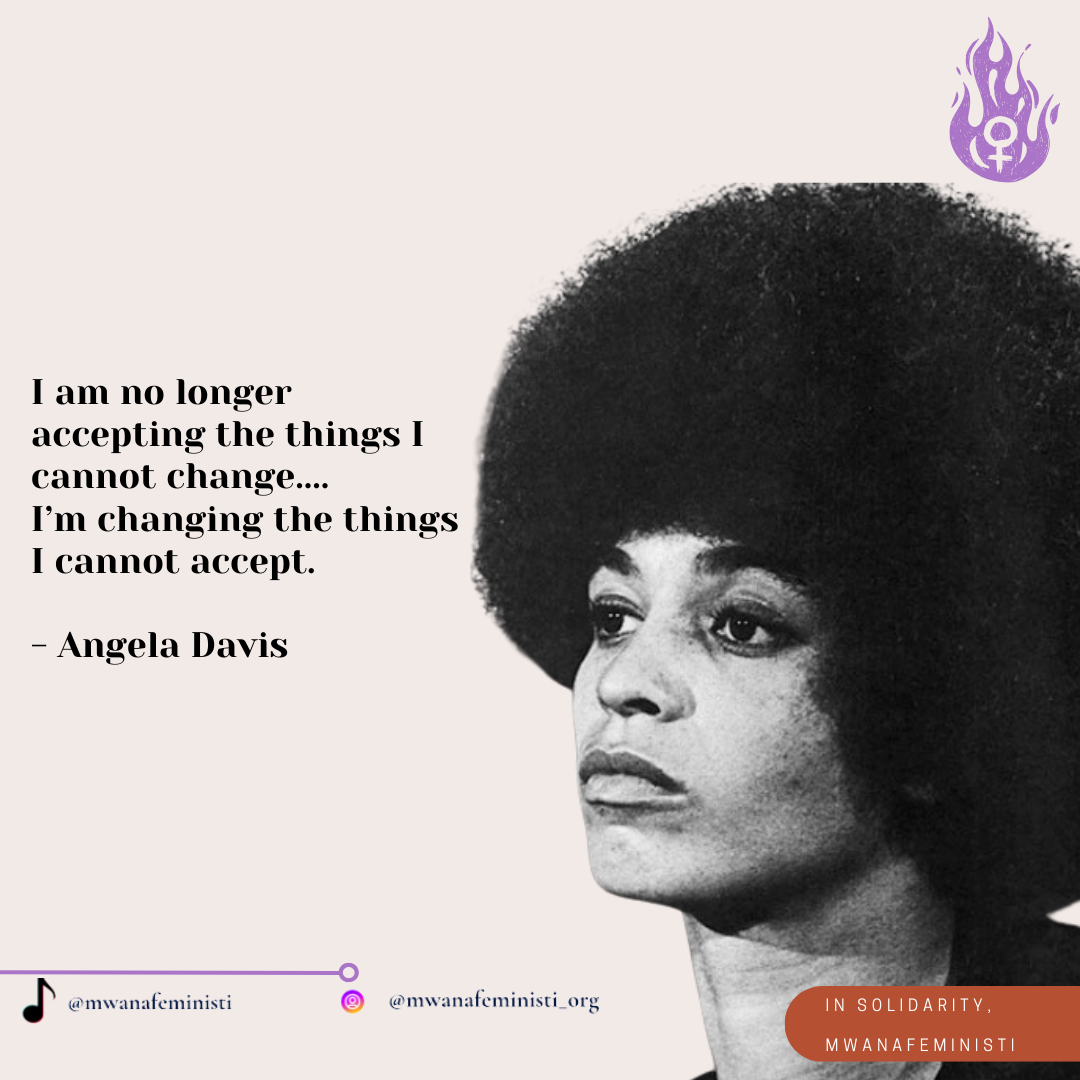 I am no longer
accepting the things I
cannot change....
I’m changing the things
I cannot accept.
– Angela Davis
@mwanafeministi
@mwanafeministi_org
IN SOLIDARITY,
MWANAFEMINISTI